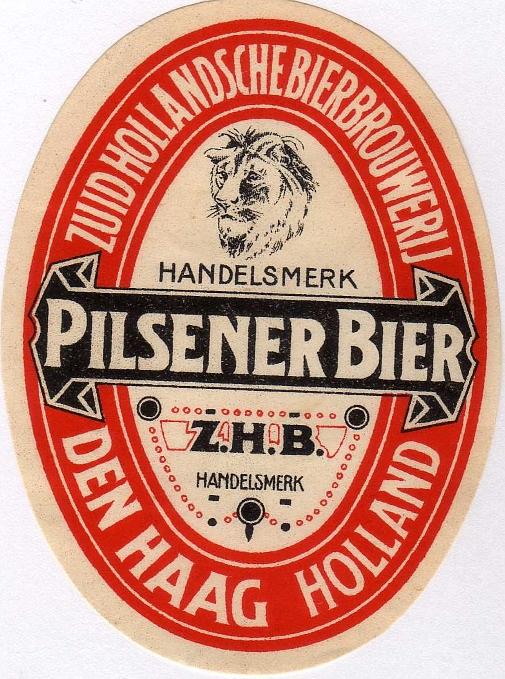 ZUID HOLLANDSCHE BIERBROUWERIJ
HANDELSMERK
PILSENER BIER
Z.H.B.
HANDELSMERK
DEN HAAG HOLLAND